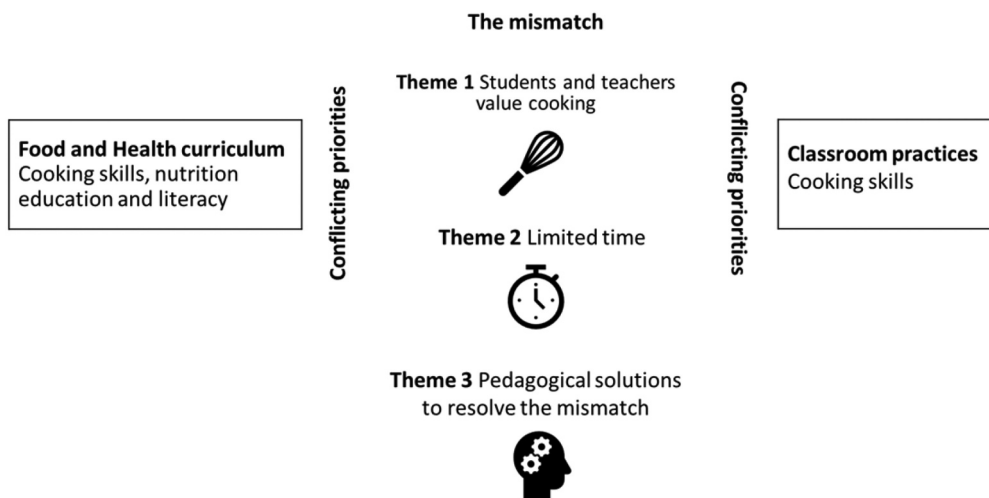 The mismatch
Theme 1 Students and teachers
value cooking
Food and Health curriculum
Cooking skills, nutrition
education and literacy
Conflicting priorities
Conflicting priorities
Classroom practices
Cooking skills
Theme 2 Limited time
Theme 3 Pedagogical solutions
to resolve the mismatch